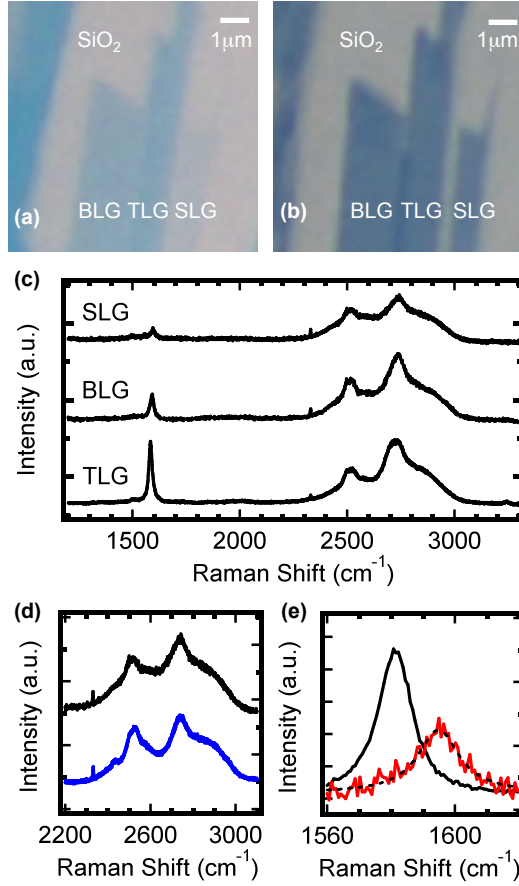 SiO₂
1μm
BLG TLG SLG
(a)
SiO₂
1μm
BLG TLG SLG
(b)
(c)
SLG
BLG
TLG
Intensity (a.u.)
1500 2000 2500 3000
Raman Shift (cm⁻¹)
(d)
Intensity (a.u.)
2200 2600 3000
Raman Shift (cm⁻¹)
(e)
Intensity (a.u.)
1560 1600
Raman Shift (cm⁻¹)